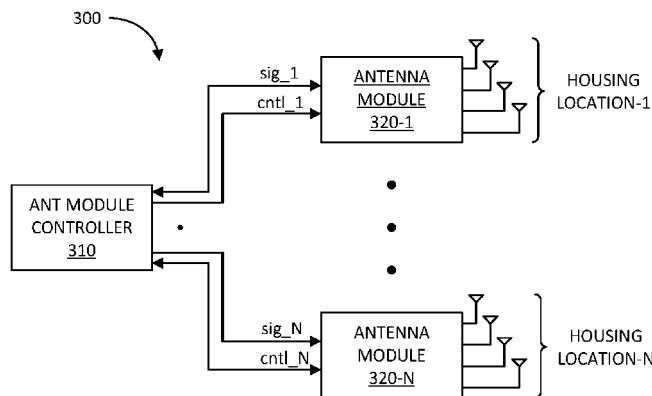 300
sig_1
cntl_1
ANTENNA
MODULE
320-1
HOUSING
LOCATION-1
ANT MODULE
CONTROLLER
310
sig_N
cntl_N
ANTENNA
MODULE
320-N
HOUSING
LOCATION-N